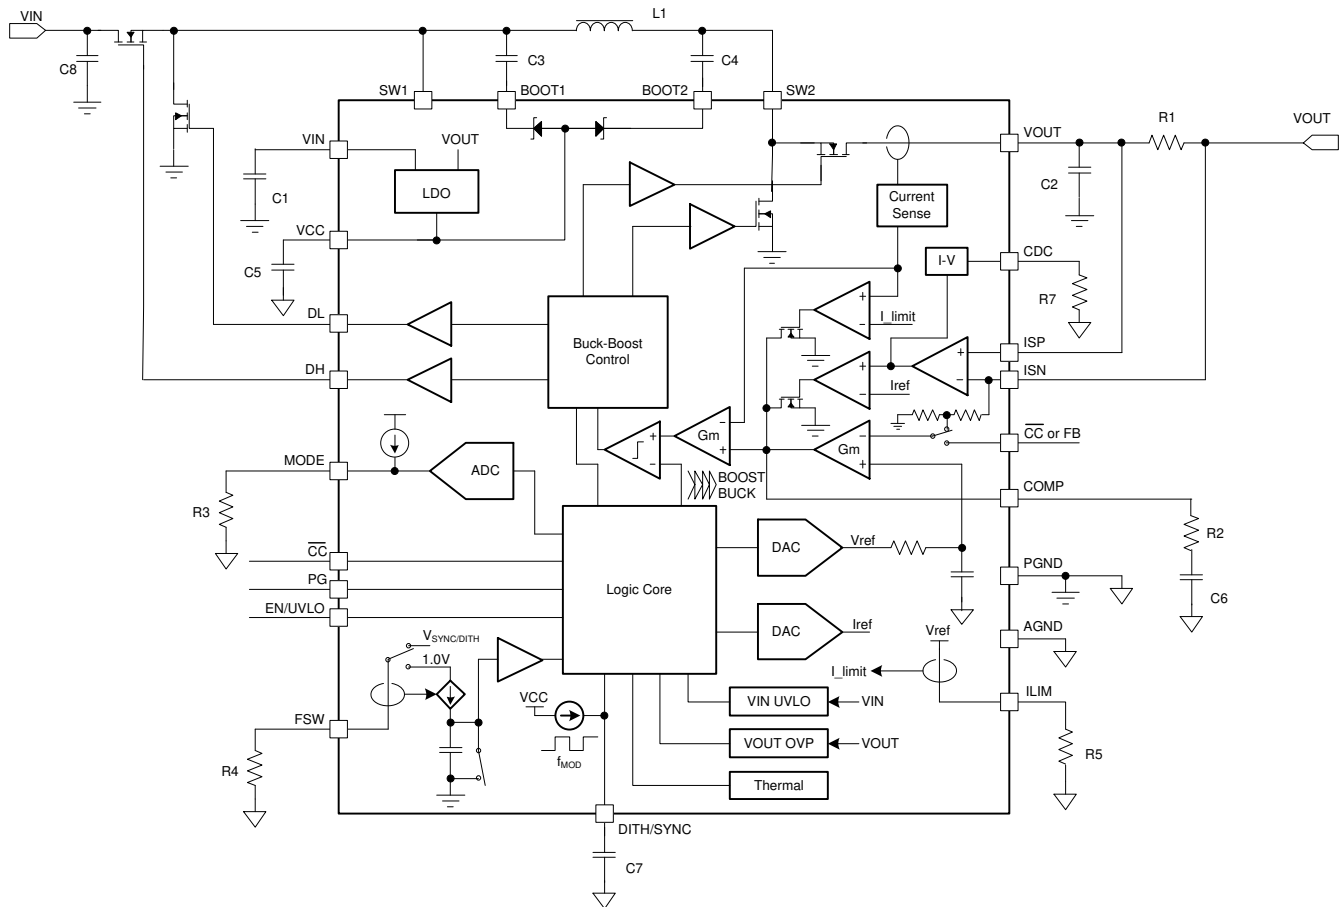 VIN
L1
C8
C3
C4
SW1
BOOT1
BOOT2
SW2
VIN
VOUT
VOUT
R1
VOUT
C1
LDO
C2
Current
Sense
VCC
C5
I-V
CDC
R7
DL
Buck-Boost
Control
I_limit
+
−
ISP
DH
Iref
+
−
+
−
ISN
CC or FB
Gm
−
+
Gm
−
+
+
−
MODE
ADC
BOOST
BUCK
COMP
R3
R2
CC
DAC
Vref
PG
Logic Core
PGND
C6
EN/UVLO
DAC
Iref
Vref
AGND
VSYNC/DITH
1.0V
I_limit
FSW
VCC
VIN UVLO
VIN
ILIM
VOUT OVP
VOUT
fMOD
R4
R5
Thermal
DITH/SYNC
C7